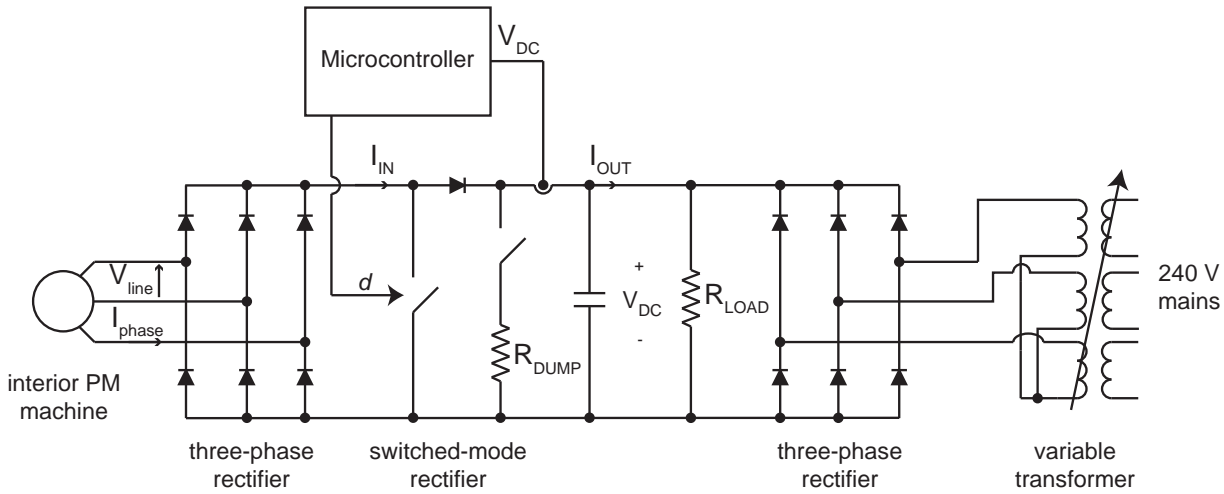 Microcontroller
V_DC
I_IN
I_OUT
V_line
I_phase
d
+
V_DC
-
R_LOAD
R_DUMP
240 V
mains
interior PM
machine
three-phase
rectifier
switched-mode
rectifier
three-phase
rectifier
variable
transformer